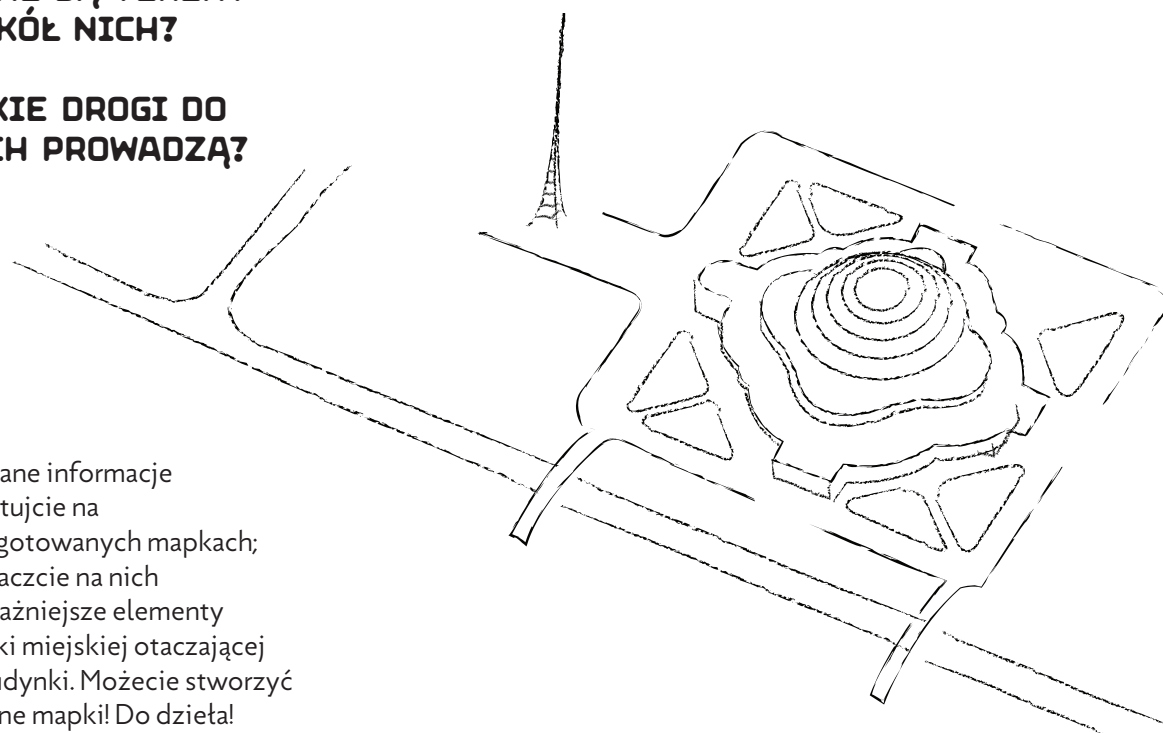 KÓŁ NICH?
KIE DROGI DO
CH PROWADZĄ?
ane informacje
tujcie na
gotowanych mapkach;
aczcie na nich
ażniejsze elementy
ki miejskiej otaczającej
udynki. Możecie stworzyć
ne mapki! Do dzieła!